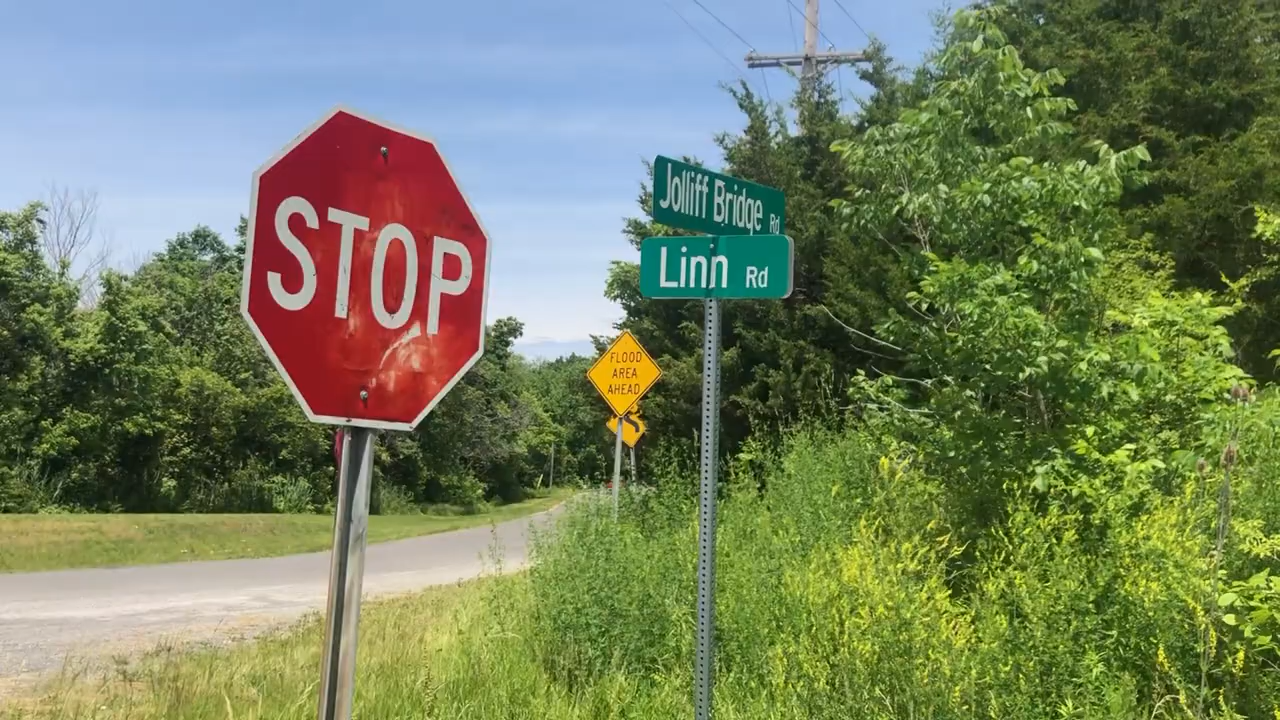 STOP
Jolliff Bridge Rd
Linn Rd
FLOOD
AREA
AHEAD